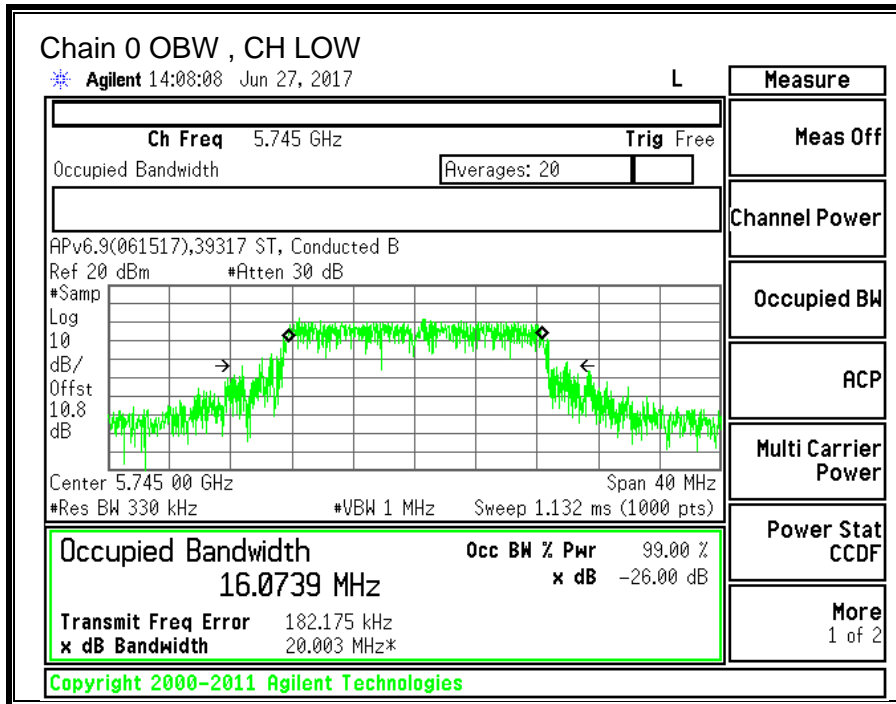 Chain 0 OBW , CH LOW
Agilent 14:08:08 Jun 27, 2017 L
Measure
Ch Freq 5.745 GHz Trig Free
Meas Off
Occupied Bandwidth Averages: 20
Channel Power
APv6.9(061517),39317 ST, Conducted B
Ref 20 dBm #Atten 30 dB
#Samp
Log
10
dB/
Offst
10.8
dB
Occupied BW
ACP
Multi Carrier
Power
Center 5.745 00 GHz Span 40 MHz
#Res BW 330 kHz #VBW 1 MHz Sweep 1.132 ms (1000 pts)
Power Stat
CCDF
Occupied Bandwidth Occ BW % Pwr 99.00 %
16.0739 MHz x dB -26.00 dB
Transmit Freq Error 182.175 kHz
x dB Bandwidth 20.003 MHz*
More
1 of 2
Copyright 2000-2011 Agilent Technologies